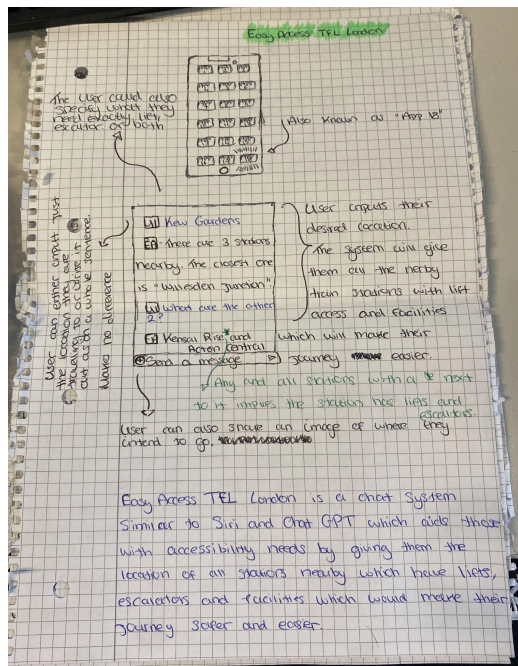 Easy Access TFL London
The User could also
specify what they
need exactly lift,
escalator or both
Also known as "App 18"
User can either input just
the location they are
traveling to or write it
out as a whole sentence.
Makes no difference
UI Kew Gardens
EA There are 3 stations
nearby. The closest one
is "Willesden Junction".
UI What are the other
2?
EA Kensal Rise* and
Acton Central
Send a message
User inputs their
desired location.
The system will give
them all the nerby
train stations with lift
access and facilities
which will make their
journey easier.
Any and all stations with a * next
to it implies the station has lifts and
escaltors.
User can also share an image of where they
intend to go.
Easy Access TFL London is a chat system
Similar to Siri and Chat GPT which aids those
with accessibility needs by giving them the
location of all stations nearby which have lifts,
escalators and facilities which would make their
journey safer and easier.